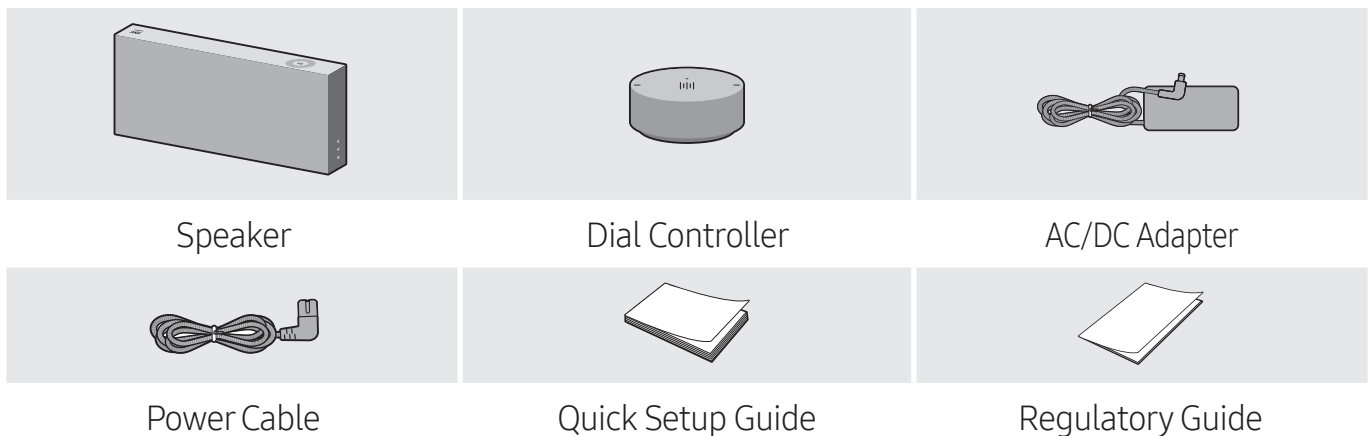 Speaker
Dial Controller
AC/DC Adapter
Power Cable
Quick Setup Guide
Regulatory Guide